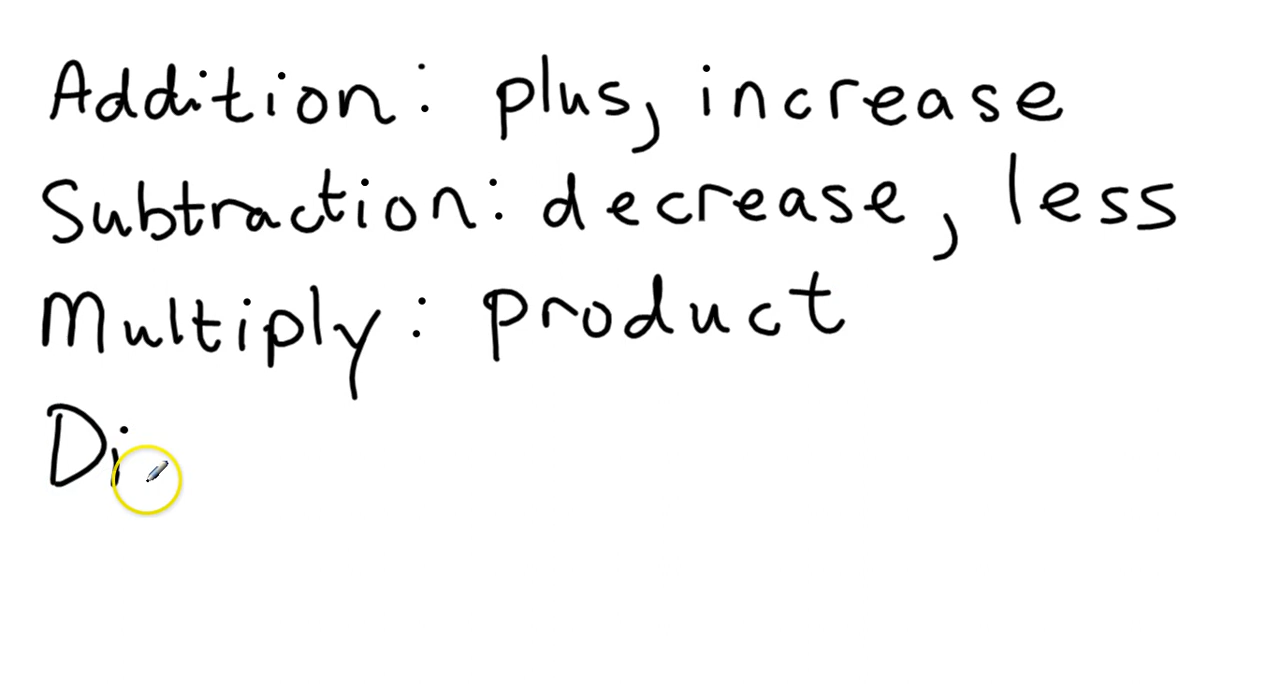 Addition: plus, increase
Subtraction: decrease, less
Multiply: product
Di